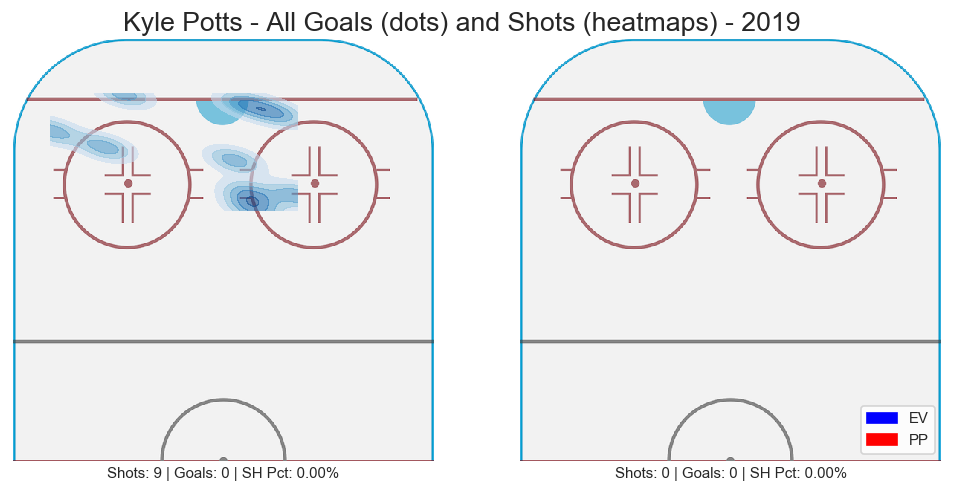 Kyle Potts - All Goals (dots) and Shots (heatmaps) - 2019
EV
PP
Shots: 9 | Goals: 0 | SH Pct: 0.00%
Shots: 0 | Goals: 0 | SH Pct: 0.00%